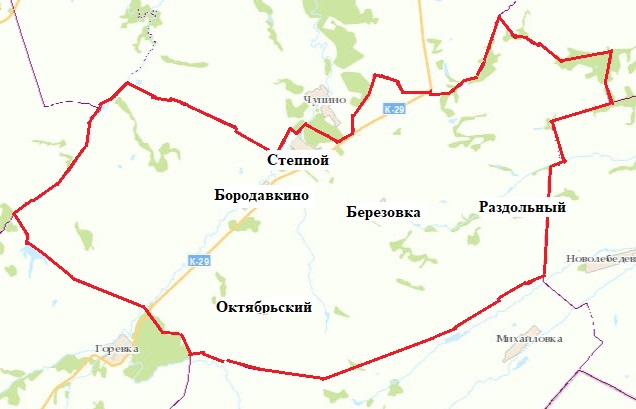 Чупино
К-29
Степной
Бородавкино
Березовка
Раздольный
Новолебедев
К-29
Октябрьский
Горевка
Михайловка